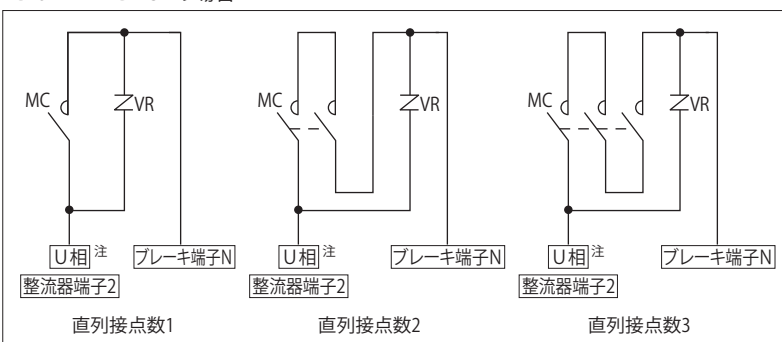 MC VR MC VR MC VR
U相 注 ブレーキ端子N U相 注 ブレーキ端子N U相 注 ブレーキ端子N
整流器端子2 整流器端子2 整流器端子2
直列接点数1 直列接点数2 直列接点数3